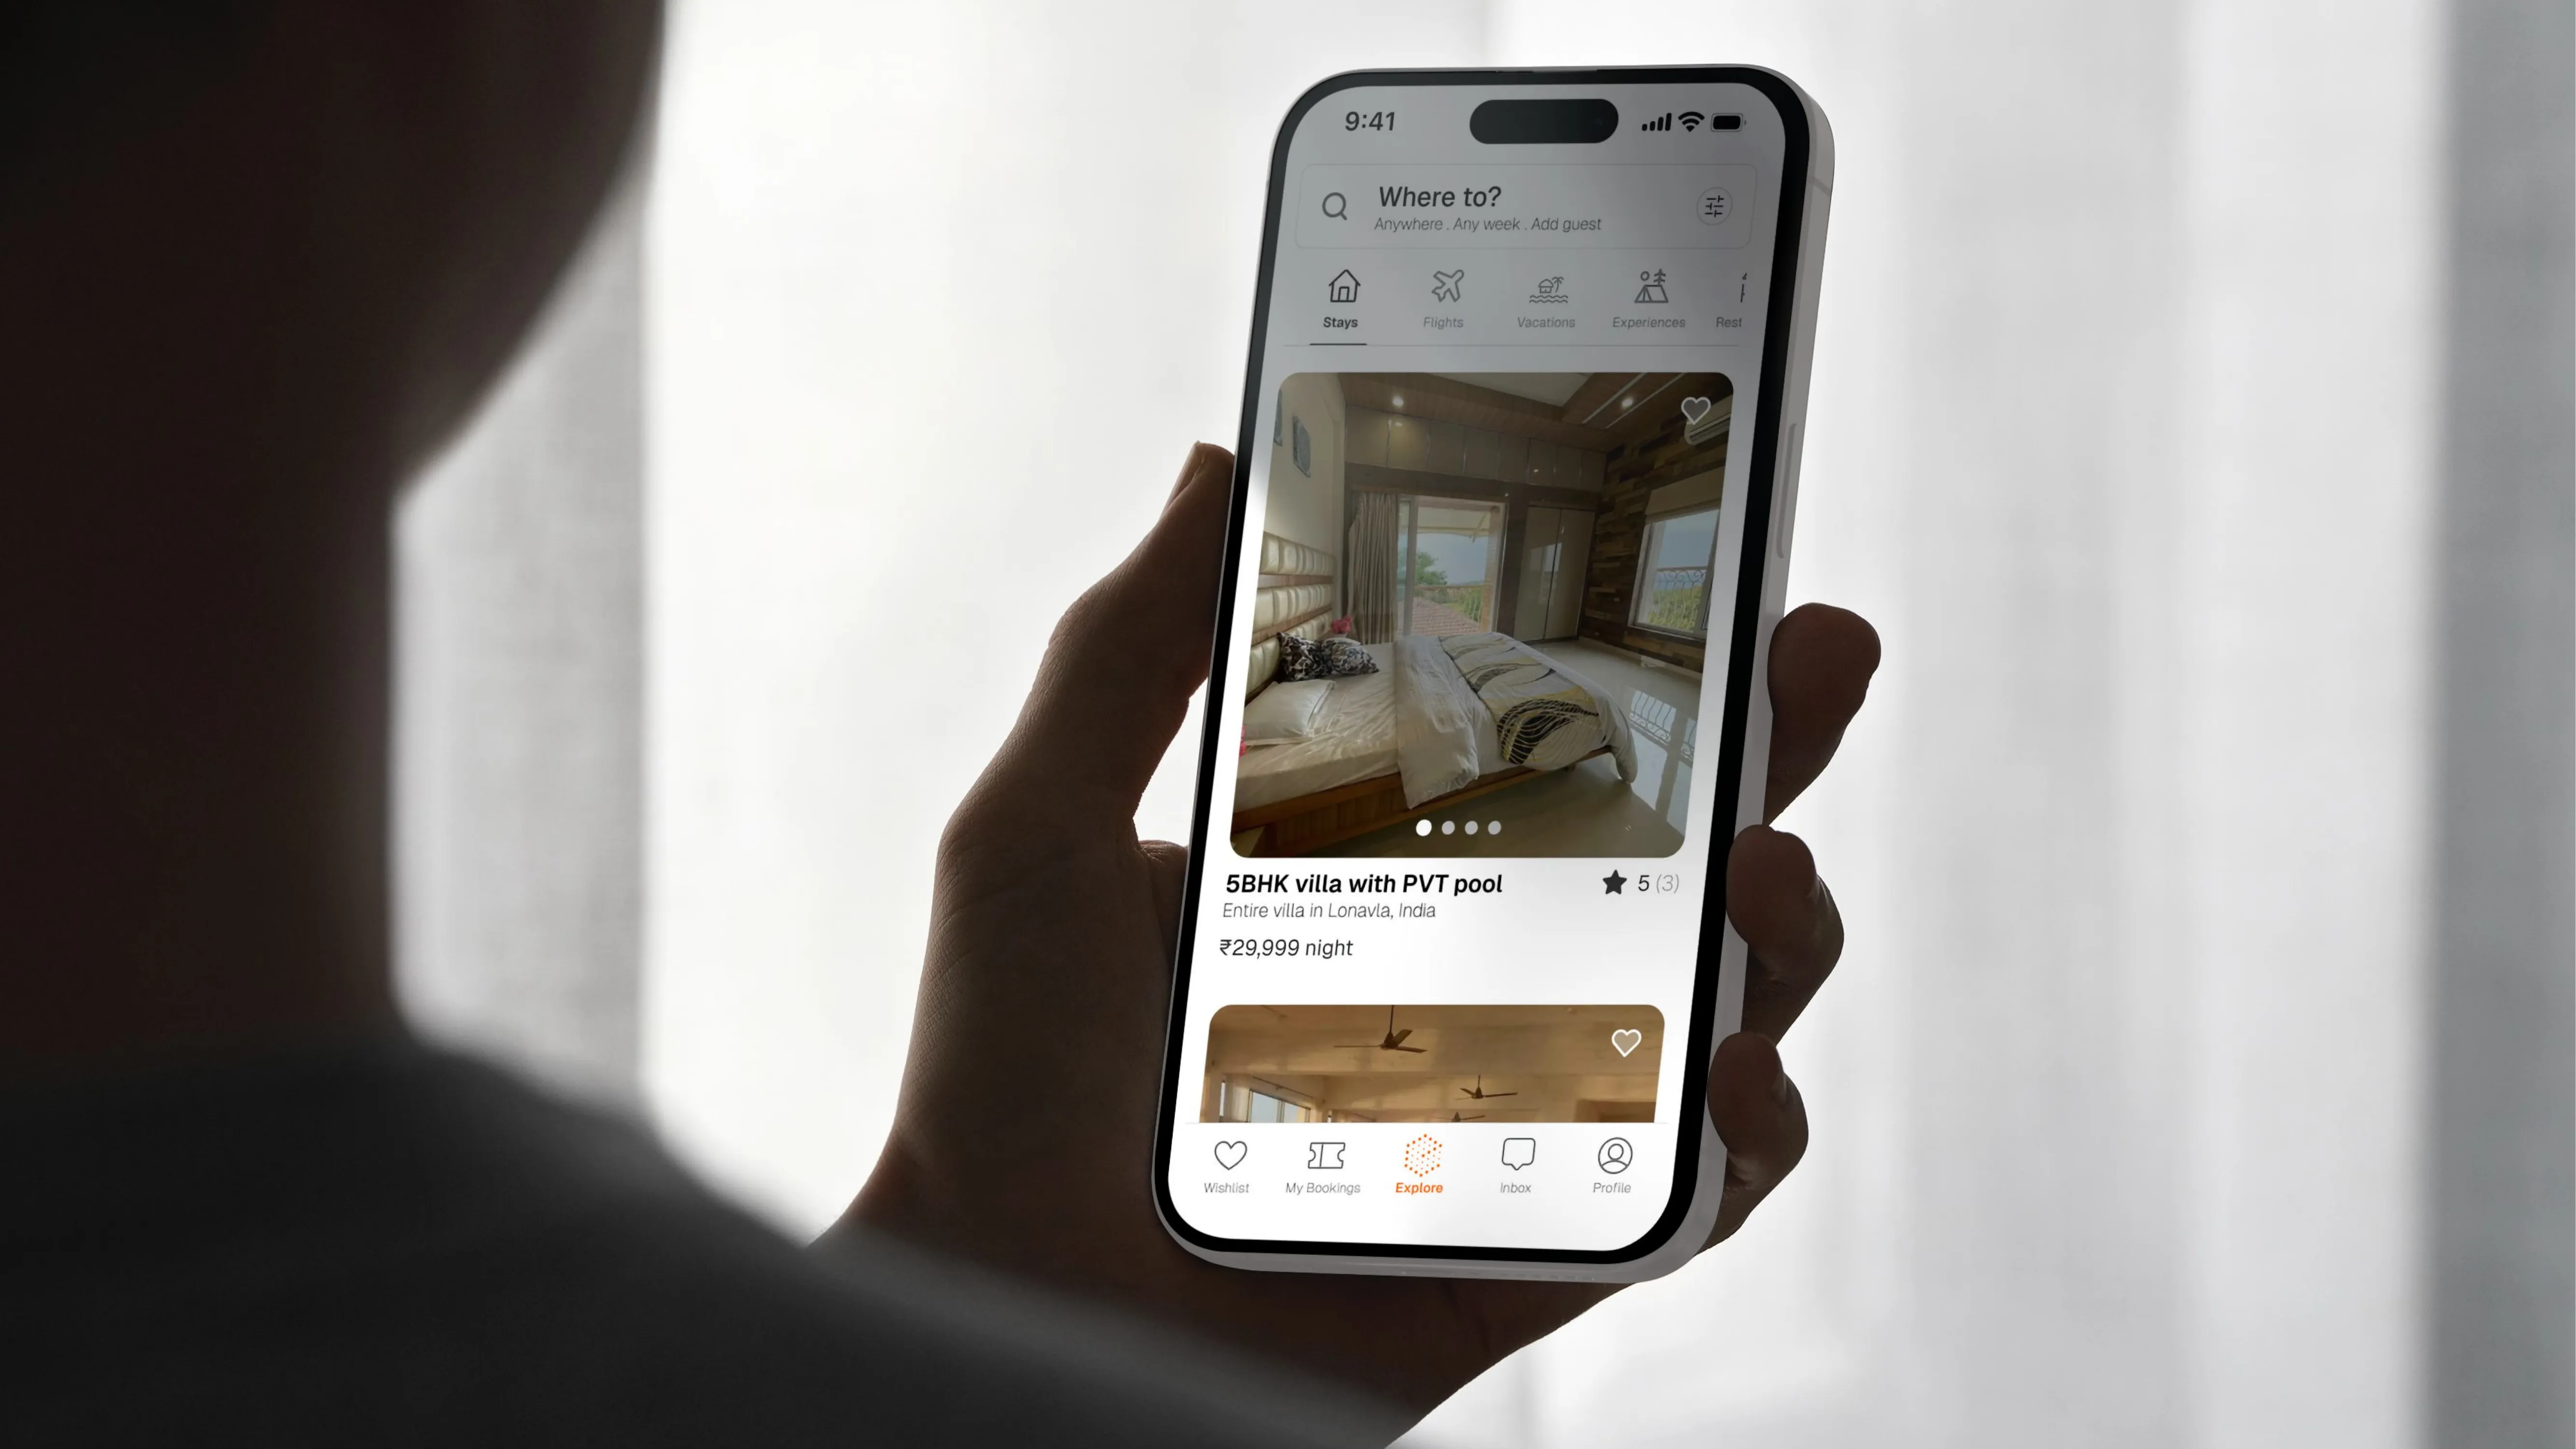 9:41
Where to?
Anywhere . Any week . Add guest
Stays
Flights
Vacations
Experiences
Rest
5BHK villa with PVT pool
5 (3)
Entire villa in Lonavla, India
₹29,999 night
Wishlist
My Bookings
Explore
Inbox
Profile